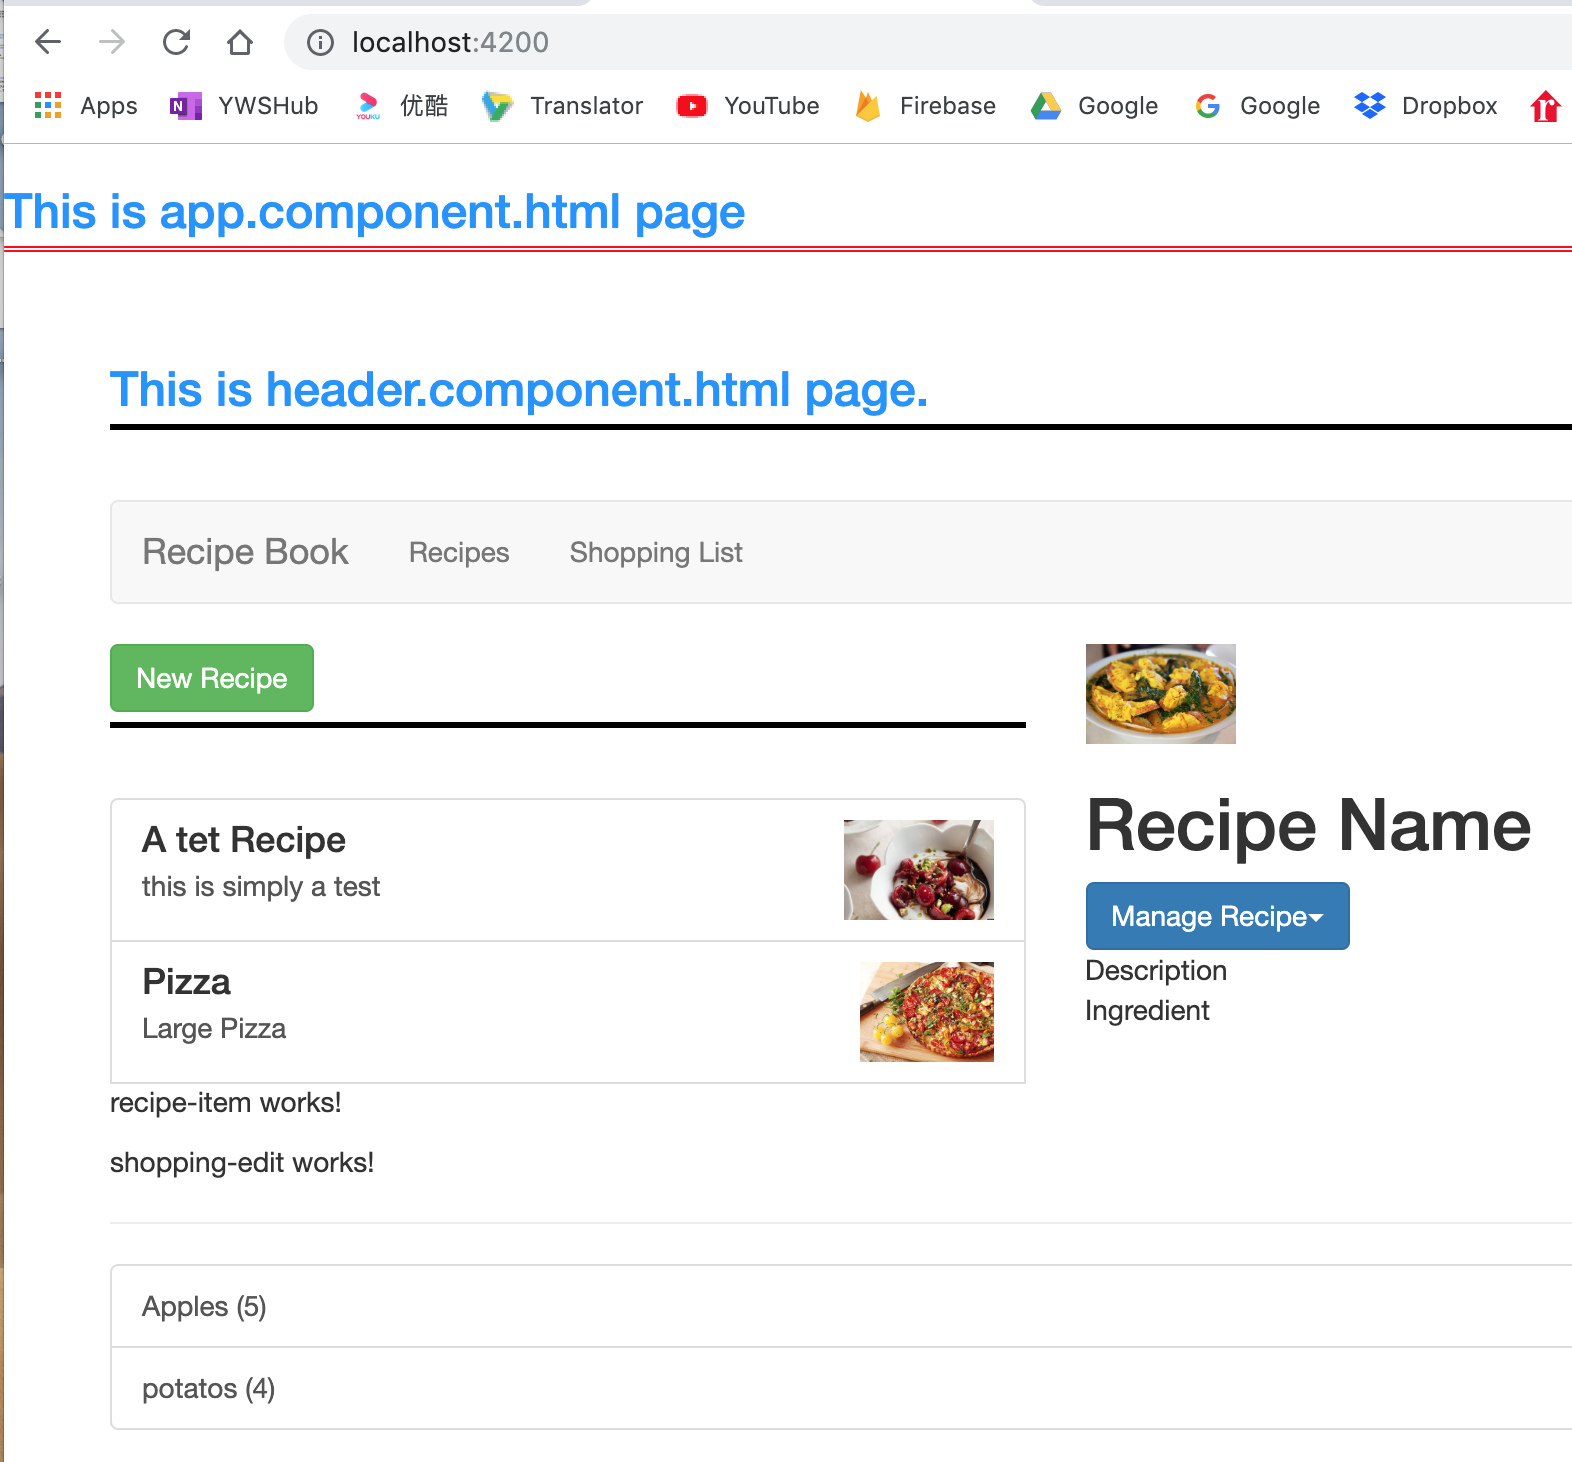 localhost:4200
Apps YWSHub 优酷 Translator YouTube Firebase Google Google Dropbox
This is app.component.html page
This is header.component.html page.
Recipe Book Recipes Shopping List
New Recipe
A tet Recipe
this is simply a test
Pizza
Large Pizza
recipe-item works!
shopping-edit works!
Recipe Name
Manage Recipe
Description
Ingredient
Apples (5)
potatos (4)